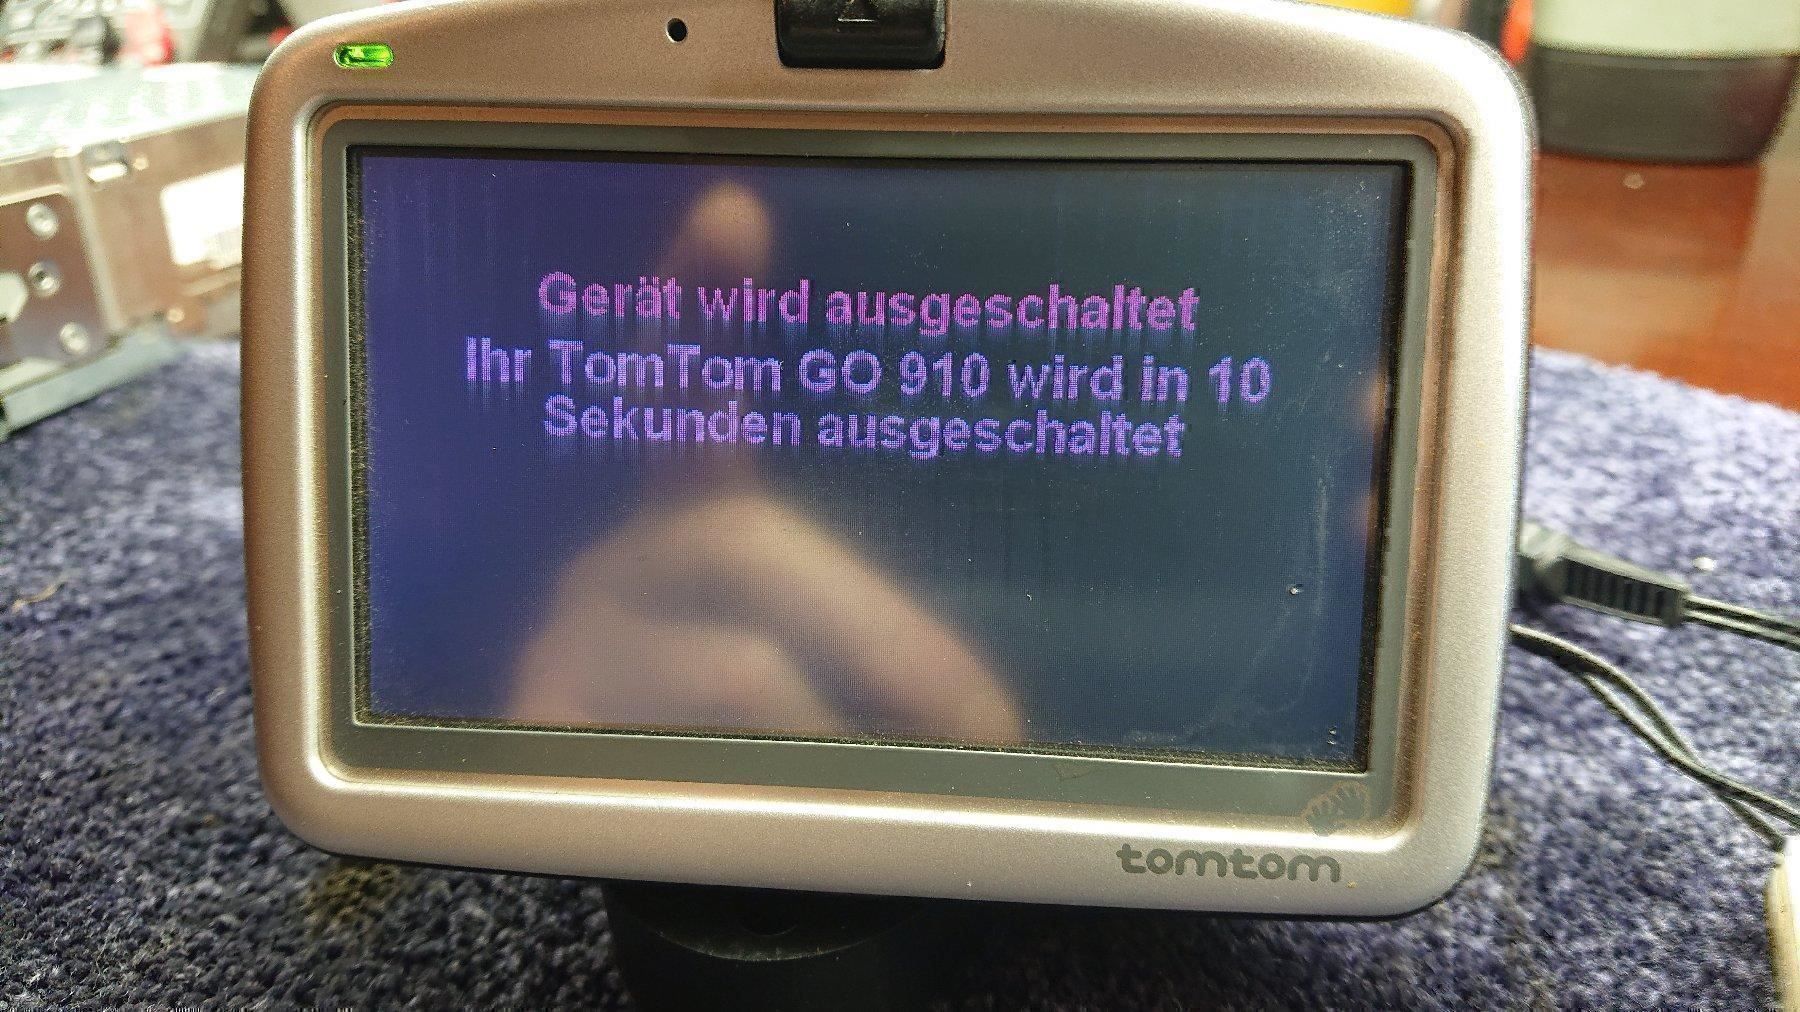 Gerät wird ausgeschaltet
Ihr TomTom GO 910 wird in 10
Sekunden ausgeschaltet
tomtom